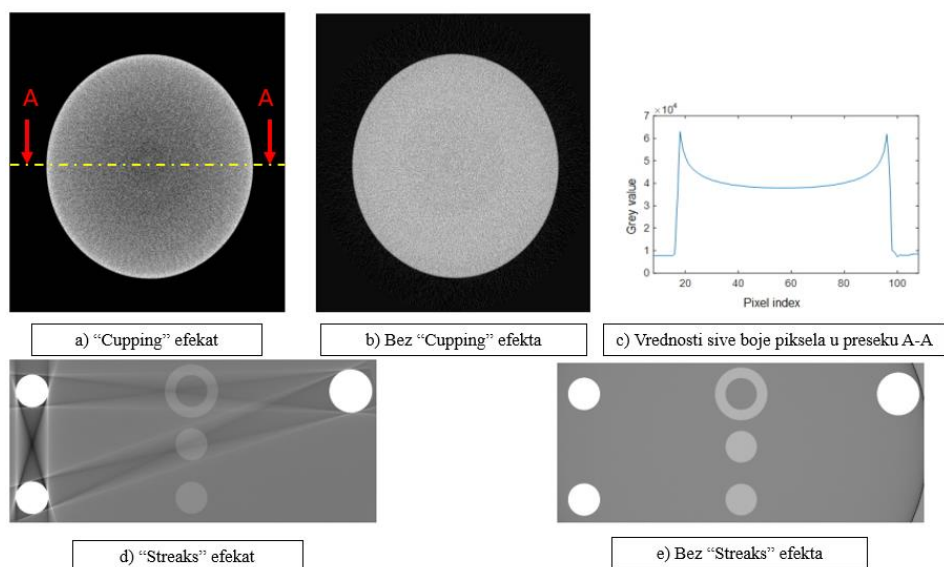 A A
a) “Cupping” efekat
b) Bez “Cupping” efekta
×10⁴
7
6
5
4
3
2
1
0
Grey value
20 40 60 80 100
Pixel index
c) Vrednosti sive boje piksela u preseku A-A
d) “Streaks” efekat
e) Bez “Streaks” efekta